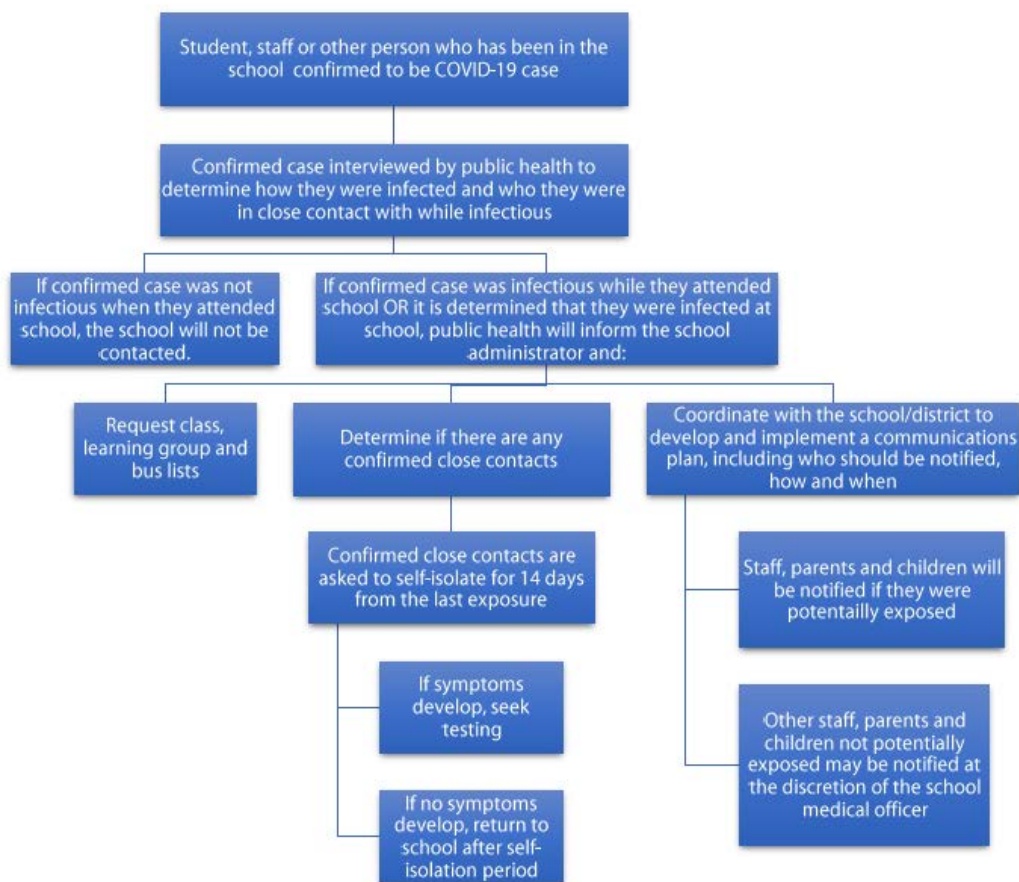 Student, staff or other person who has been in the
school confirmed to be COVID-19 case
Confirmed case interviewed by public health to
determine how they were infected and who they were
in close contact with while infectious
If confirmed case was not
infectious when they attended
school, the school will not be
contacted.
If confirmed case was infectious while they attended
school OR it is determined that they were infected at
school, public health will inform the school
administrator and:
Request class,
learning group and
bus lists
Determine if there are any
confirmed close contacts
Coordinate with the school/district to
develop and implement a communications
plan, including who should be notified,
how and when
Confirmed close contacts are
asked to self-isolate for 14 days
from the last exposure
Staff, parents and children will
be notified if they were
potentailly exposed
If symptoms
develop, seek
testing
Other staff, parents and
children not potentially
exposed may be notified at
the discretion of the school
medical officer
If no symptoms
develop, return to
school after self-
isolation period